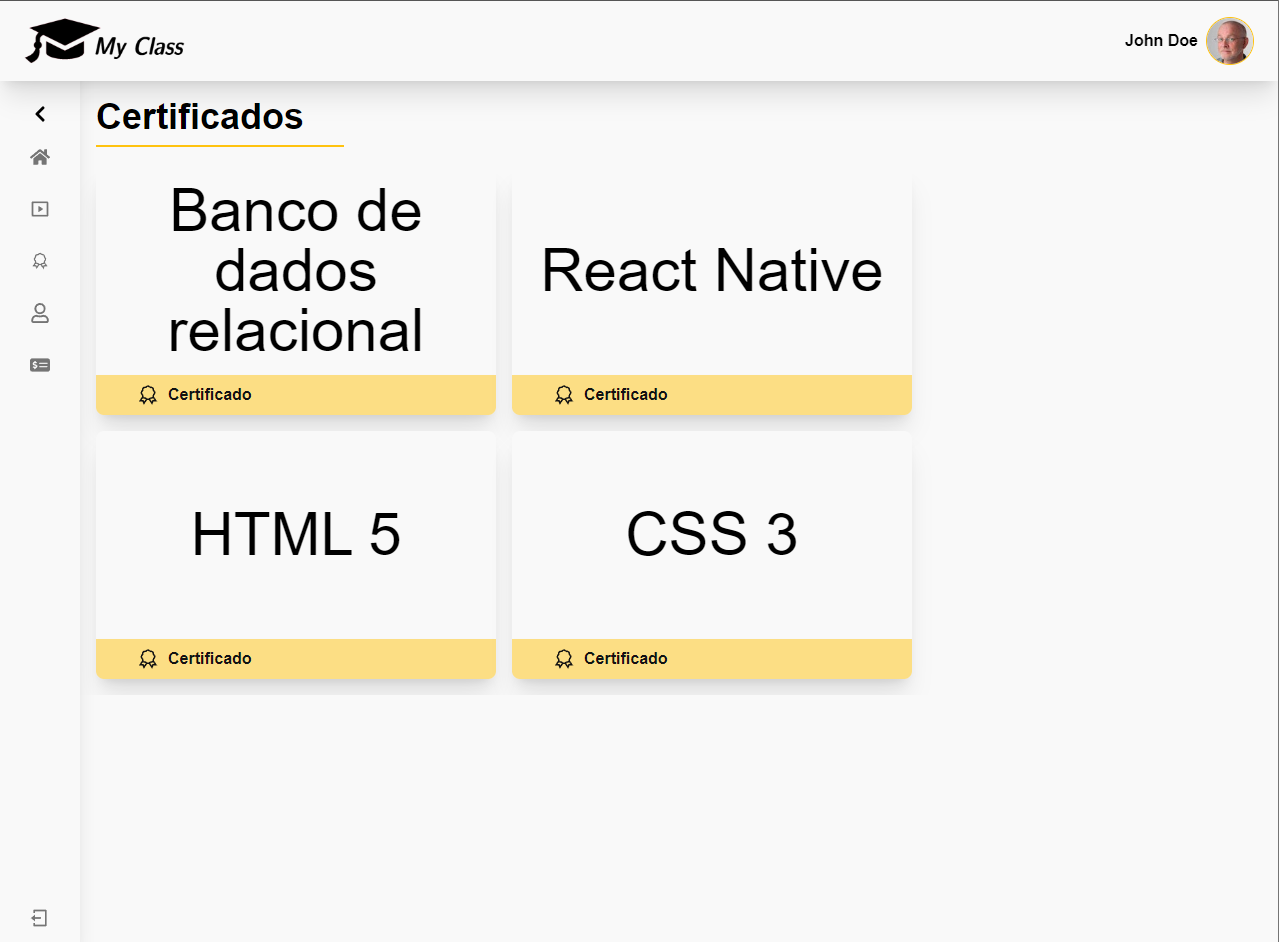 My Class
John Doe
Certificados
Banco de
dados
relacional
Certificado
React Native
Certificado
HTML 5
Certificado
CSS 3
Certificado